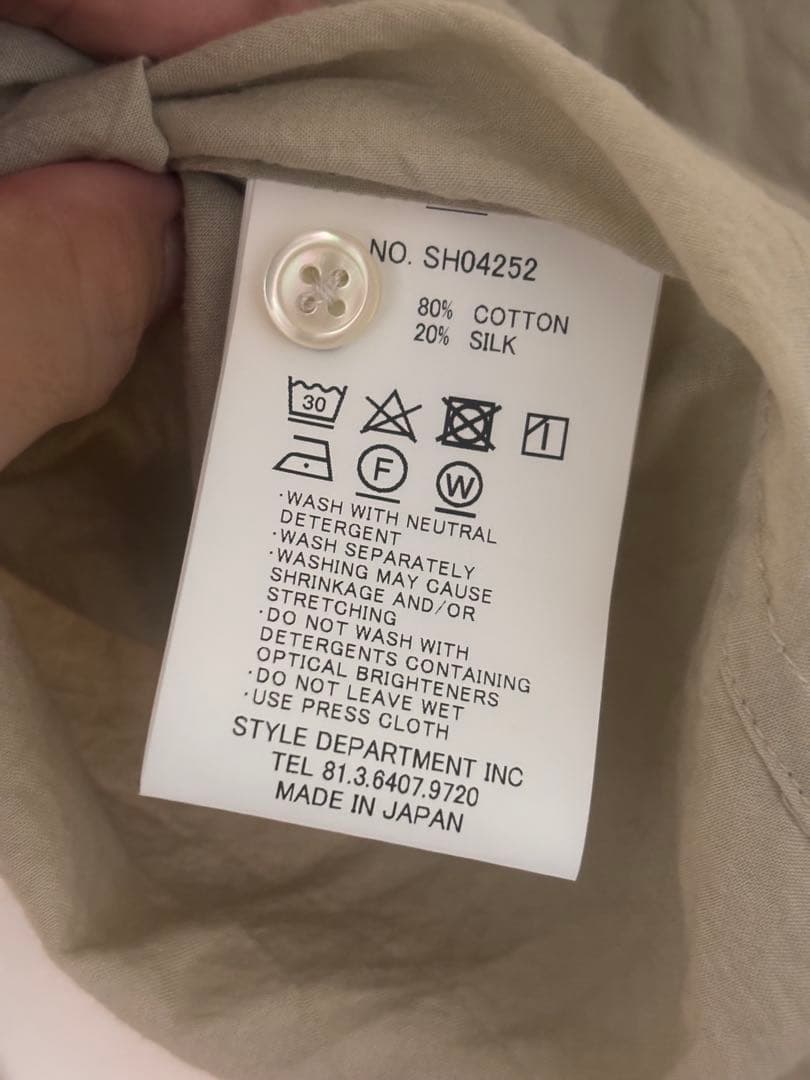 NO. SH04252
80% COTTON
20% SILK
30
F
W
·WASH WITH NEUTRAL
DETERGENT
·WASH SEPARATELY
·WASHING MAY CAUSE
SHRINKAGE AND/OR
STRETCHING
·DO NOT WASH WITH
DETERGENTS CONTAINING
OPTICAL BRIGHTENERS
·DO NOT LEAVE WET
·USE PRESS CLOTH
STYLE DEPARTMENT INC
TEL 81.3.6407.9720
MADE IN JAPAN